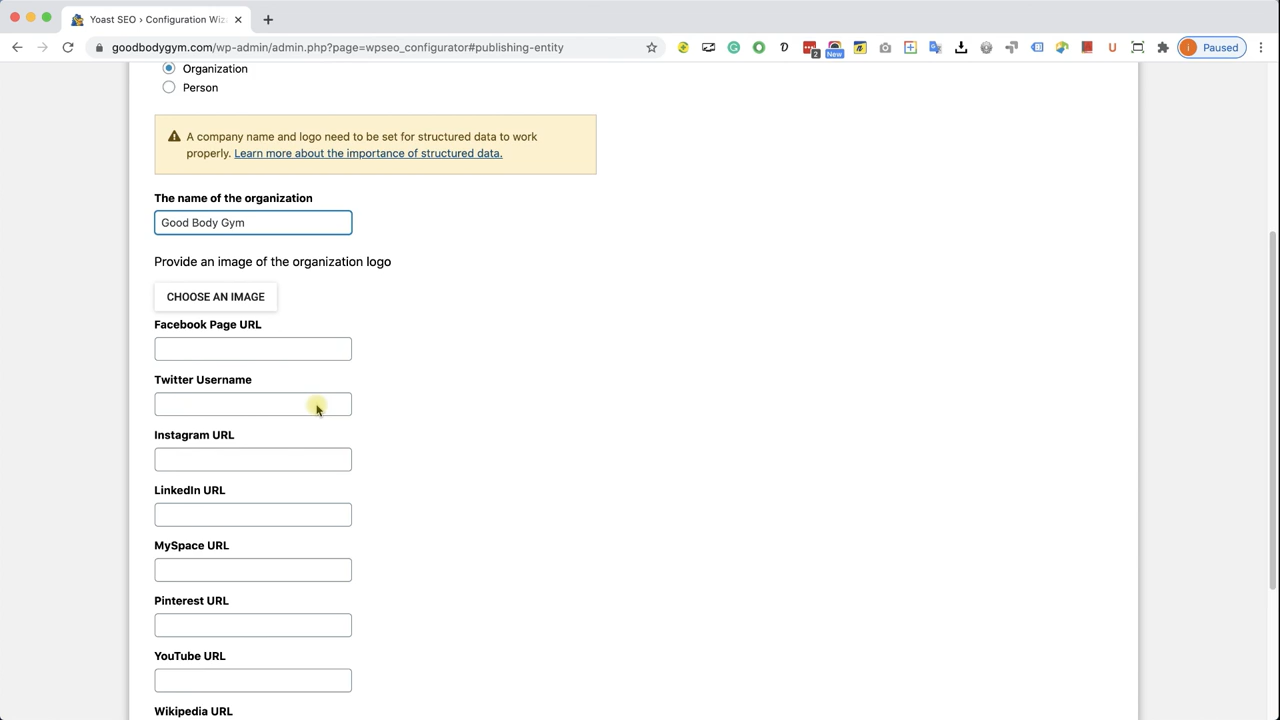 Yoast SEO › Configuration Wiz
goodbodygym.com/wp-admin/admin.php?page=wpseo_configurator#publishing-entity
2
New
U
i
Paused
Organization
Person
A company name and logo need to be set for structured data to work
properly. Learn more about the importance of structured data.
The name of the organization
Good Body Gym
Provide an image of the organization logo
CHOOSE AN IMAGE
Facebook Page URL
Twitter Username
Instagram URL
LinkedIn URL
MySpace URL
Pinterest URL
YouTube URL
Wikipedia URL